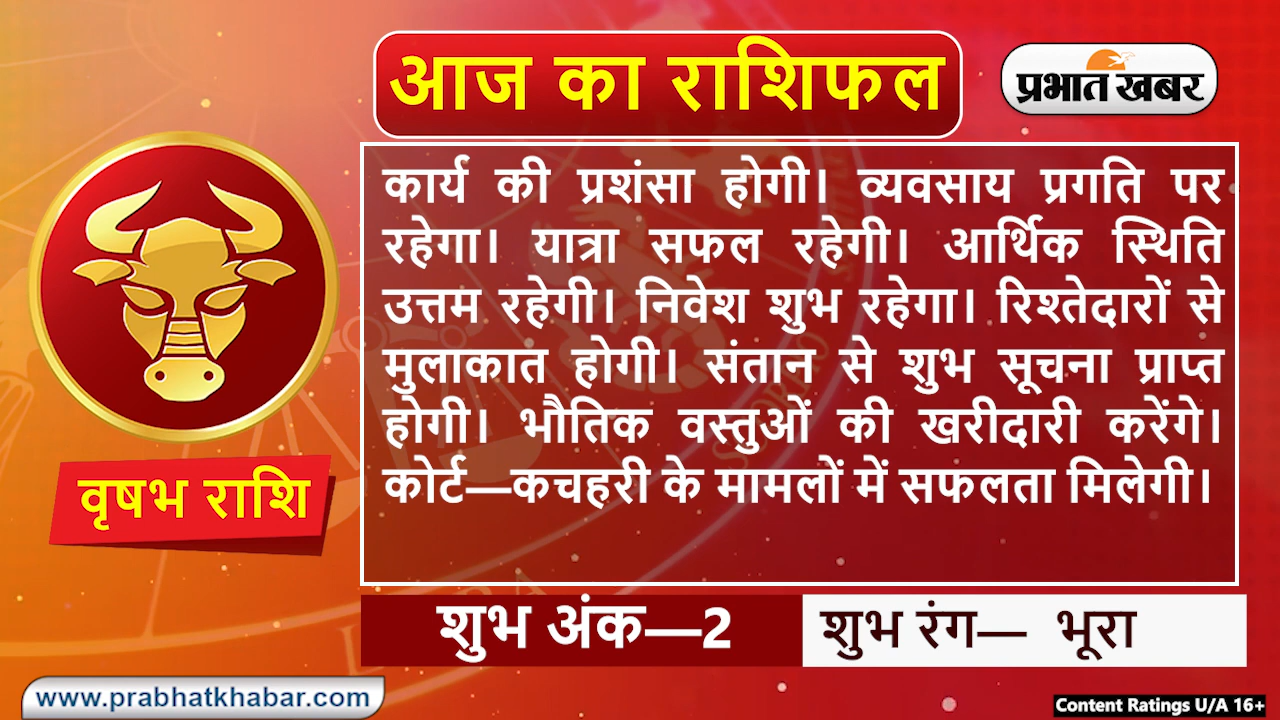 आज का राशिफल
प्रभात खबर
कार्य की प्रशंसा होगी। व्यवसाय प्रगति पर
रहेगा। यात्रा सफल रहेगी। आर्थिक स्थिति
उत्तम रहेगी। निवेश शुभ रहेगा। रिश्तेदारों से
मुलाकात होगी। संतान से शुभ सूचना प्राप्त
होगी। भौतिक वस्तुओं की खरीदारी करेंगे।
कोर्ट—कचहरी के मामलों में सफलता मिलेगी।
वृषभ राशि
शुभ अंक—2
शुभ रंग— भूरा
www.prabhatkhabar.com
Content Ratings U/A 16+